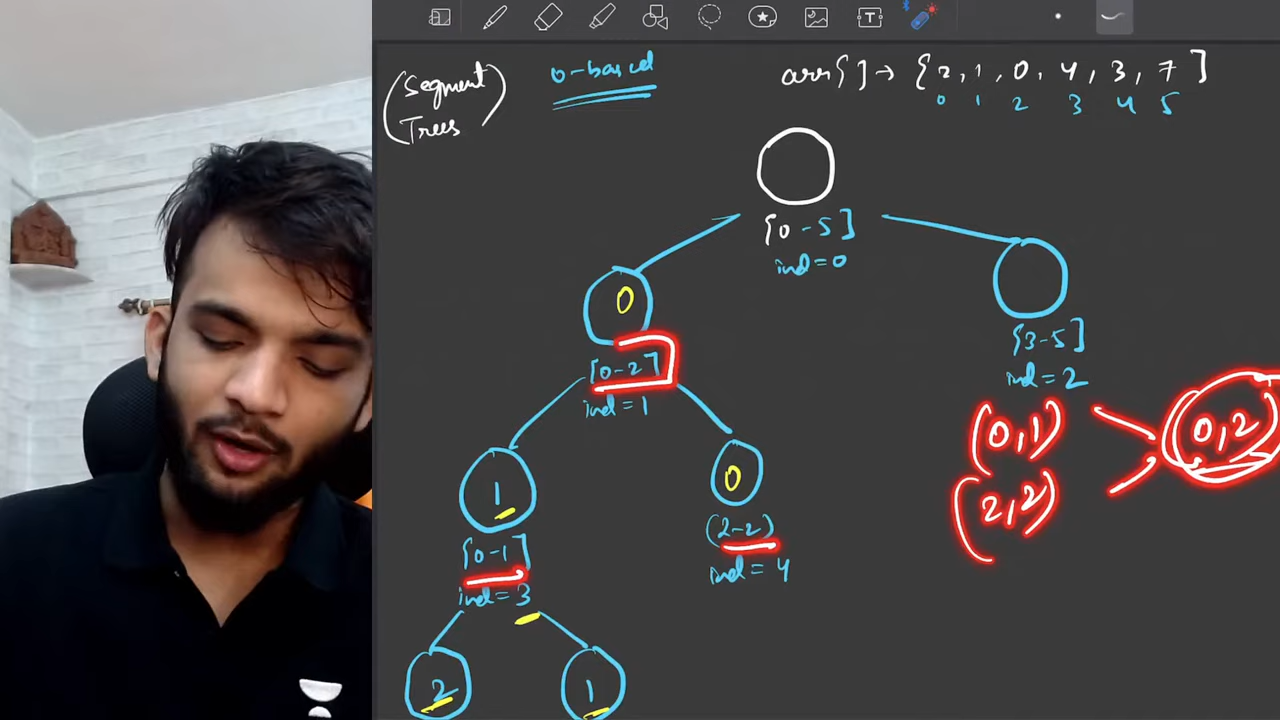 (Segment Trees)
0-based
arr[] → {2, 1, 0, 4, 3, 7]
0 1 2 3 4 5
[0-5]
ind=0
0
[0-2]
ind=1
[3-5]
ind=2
(0,1)
0,2
(2,2)
1
[0-1]
ind=3
0
(2-2)
ind=4
2
1